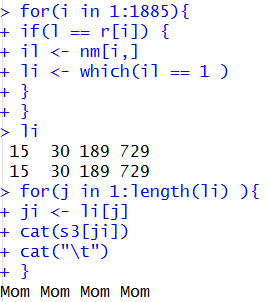 > for(i in 1:1885){
+ if(l == r[i]) {
+ il <- nm[i,]
+ li <- which(il == 1 )
+ }
+ }
> li
 15  30 189 729
 15  30 189 729
> for(j in 1:length(li) ){
+ ji <- li[j]
+ cat(s3[ji])
+ cat("\t")
+ }
Mom Mom Mom Mom